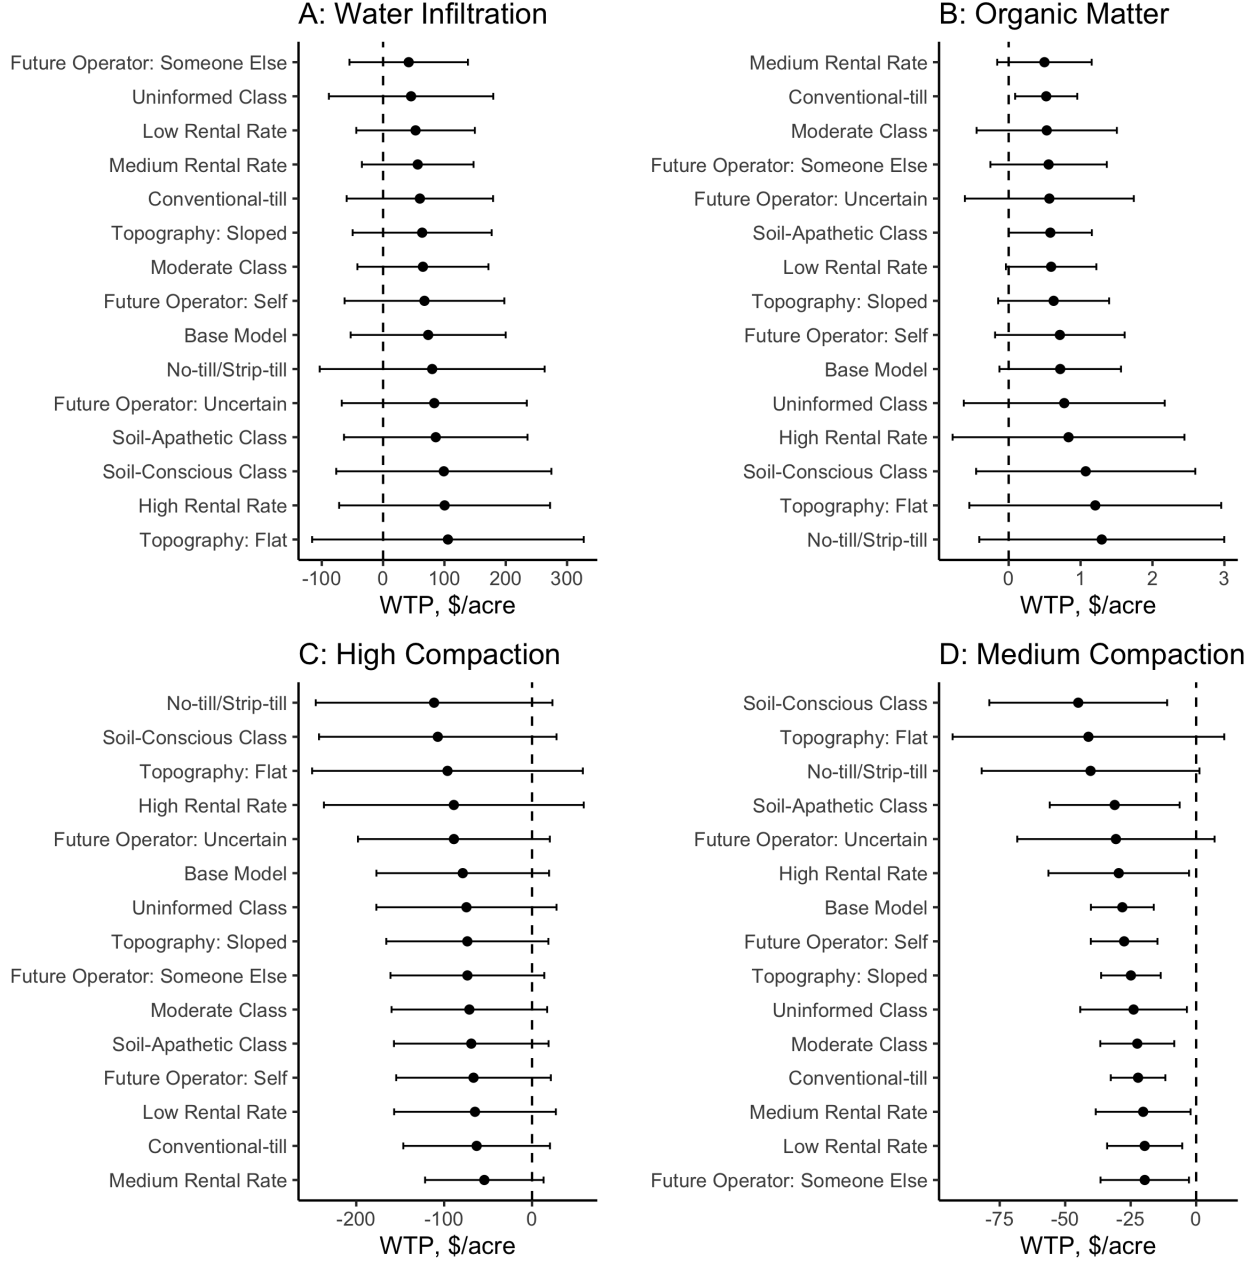 A: Water Infiltration
Future Operator: Someone Else
Uninformed Class
Low Rental Rate
Medium Rental Rate
Conventional-till
Topography: Sloped
Moderate Class
Future Operator: Self
Base Model
No-till/Strip-till
Future Operator: Uncertain
Soil-Apathetic Class
Soil-Conscious Class
High Rental Rate
Topography: Flat
-100 0 100 200 300
WTP, $/acre
B: Organic Matter
Medium Rental Rate
Conventional-till
Moderate Class
Future Operator: Someone Else
Future Operator: Uncertain
Soil-Apathetic Class
Low Rental Rate
Topography: Sloped
Future Operator: Self
Base Model
Uninformed Class
High Rental Rate
Soil-Conscious Class
Topography: Flat
No-till/Strip-till
0 1 2 3
WTP, $/acre
C: High Compaction
No-till/Strip-till
Soil-Conscious Class
Topography: Flat
High Rental Rate
Future Operator: Uncertain
Base Model
Uninformed Class
Topography: Sloped
Future Operator: Someone Else
Moderate Class
Soil-Apathetic Class
Future Operator: Self
Low Rental Rate
Conventional-till
Medium Rental Rate
-200 -100 0
WTP, $/acre
D: Medium Compaction
Soil-Conscious Class
Topography: Flat
No-till/Strip-till
Soil-Apathetic Class
Future Operator: Uncertain
High Rental Rate
Base Model
Future Operator: Self
Topography: Sloped
Uninformed Class
Moderate Class
Conventional-till
Medium Rental Rate
Low Rental Rate
Future Operator: Someone Else
-75 -50 -25 0
WTP, $/acre